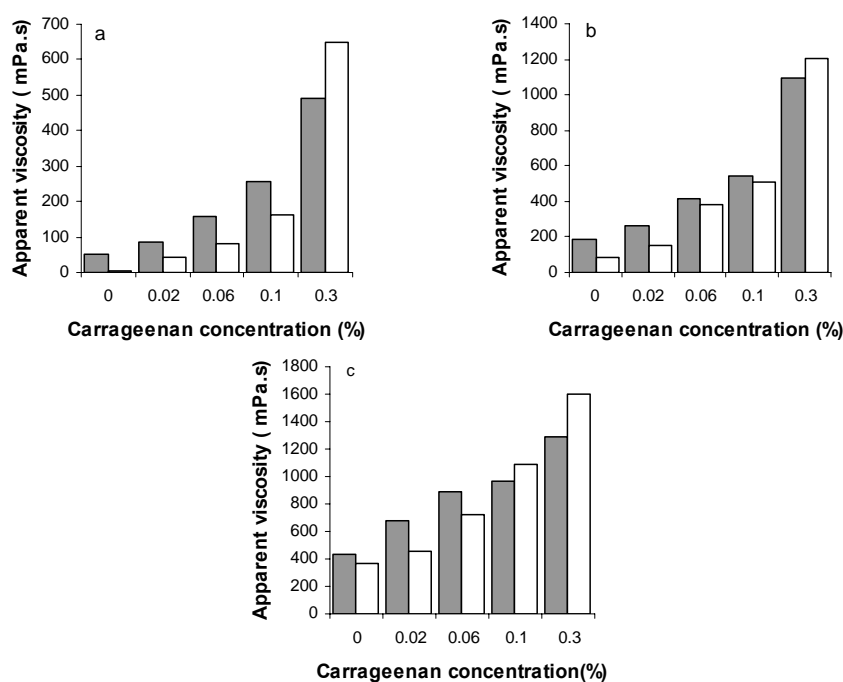 a
Apparent viscosity ( mPa.s)
700
600
500
400
300
200
100
0
0 0.02 0.06 0.1 0.3
Carrageenan concentration (%)
b
Apparent viscosity ( mPa.s)
1400
1200
1000
800
600
400
200
0
0 0.02 0.06 0.1 0.3
Carrageenan concentration (%)
c
Apparent viscosity ( mPa.s)
1800
1600
1400
1200
1000
800
600
400
200
0
0 0.02 0.06 0.1 0.3
Carrageenan concentration(%)